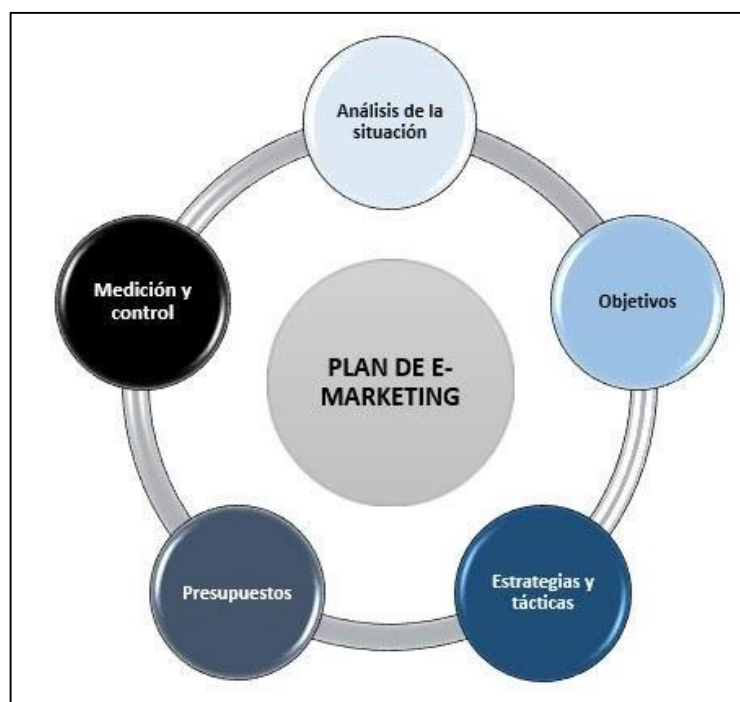 Análisis de la
situación
Objetivos
Estrategias y
tácticas
Presupuestos
Medición y
control
PLAN DE E-
MARKETING